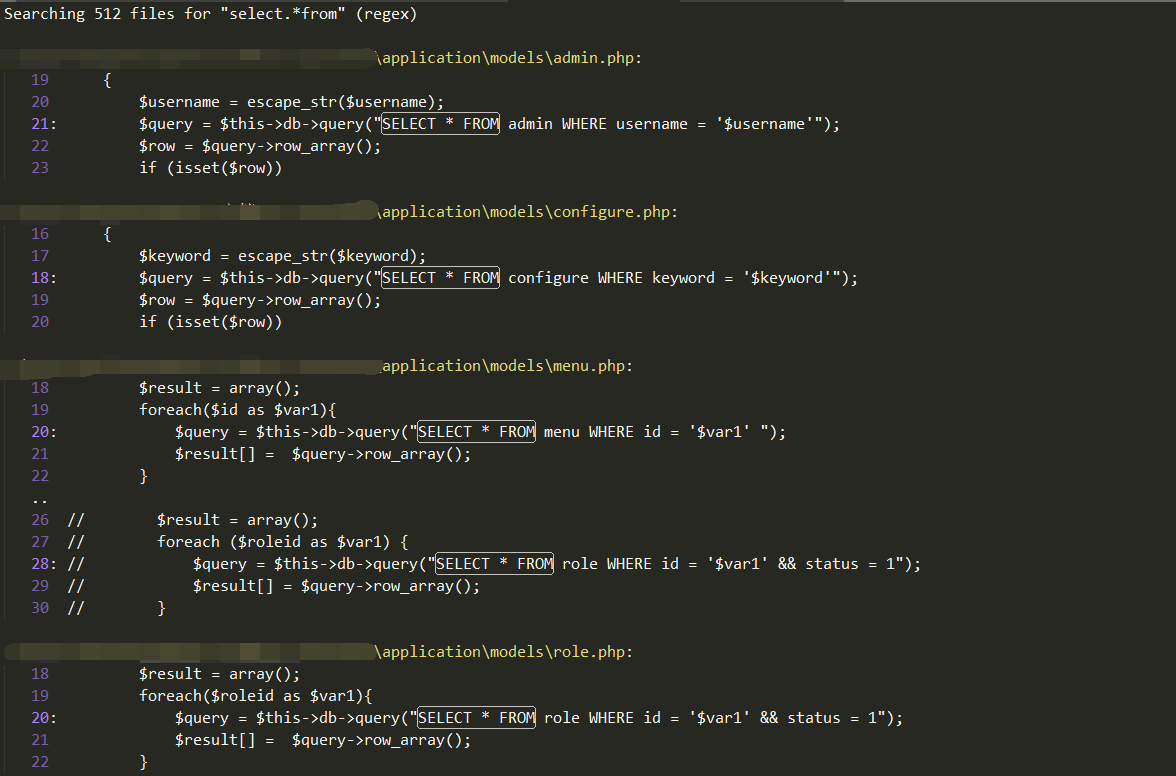 Searching 512 files for "select.*from" (regex)
\application\models\admin.php:
19 {
20 $username = escape_str($username);
21: $query = $this->db->query("SELECT * FROM admin WHERE username = '$username'");
22 $row = $query->row_array();
23 if (isset($row))
\application\models\configure.php:
16 {
17 $keyword = escape_str($keyword);
18: $query = $this->db->query("SELECT * FROM configure WHERE keyword = '$keyword'");
19 $row = $query->row_array();
20 if (isset($row))
application\models\menu.php:
18 $result = array();
19 foreach($id as $var1){
20: $query = $this->db->query("SELECT * FROM menu WHERE id = '$var1' ");
21 $result[] =  $query->row_array();
22 }
..
26 // $result = array();
27 // foreach ($roleid as $var1) {
28: // $query = $this->db->query("SELECT * FROM role WHERE id = '$var1' && status = 1");
29 // $result[] = $query->row_array();
30 // }
\application\models\role.php:
18 $result = array();
19 foreach($roleid as $var1){
20: $query = $this->db->query("SELECT * FROM role WHERE id = '$var1' && status = 1");
21 $result[] =  $query->row_array();
22 }